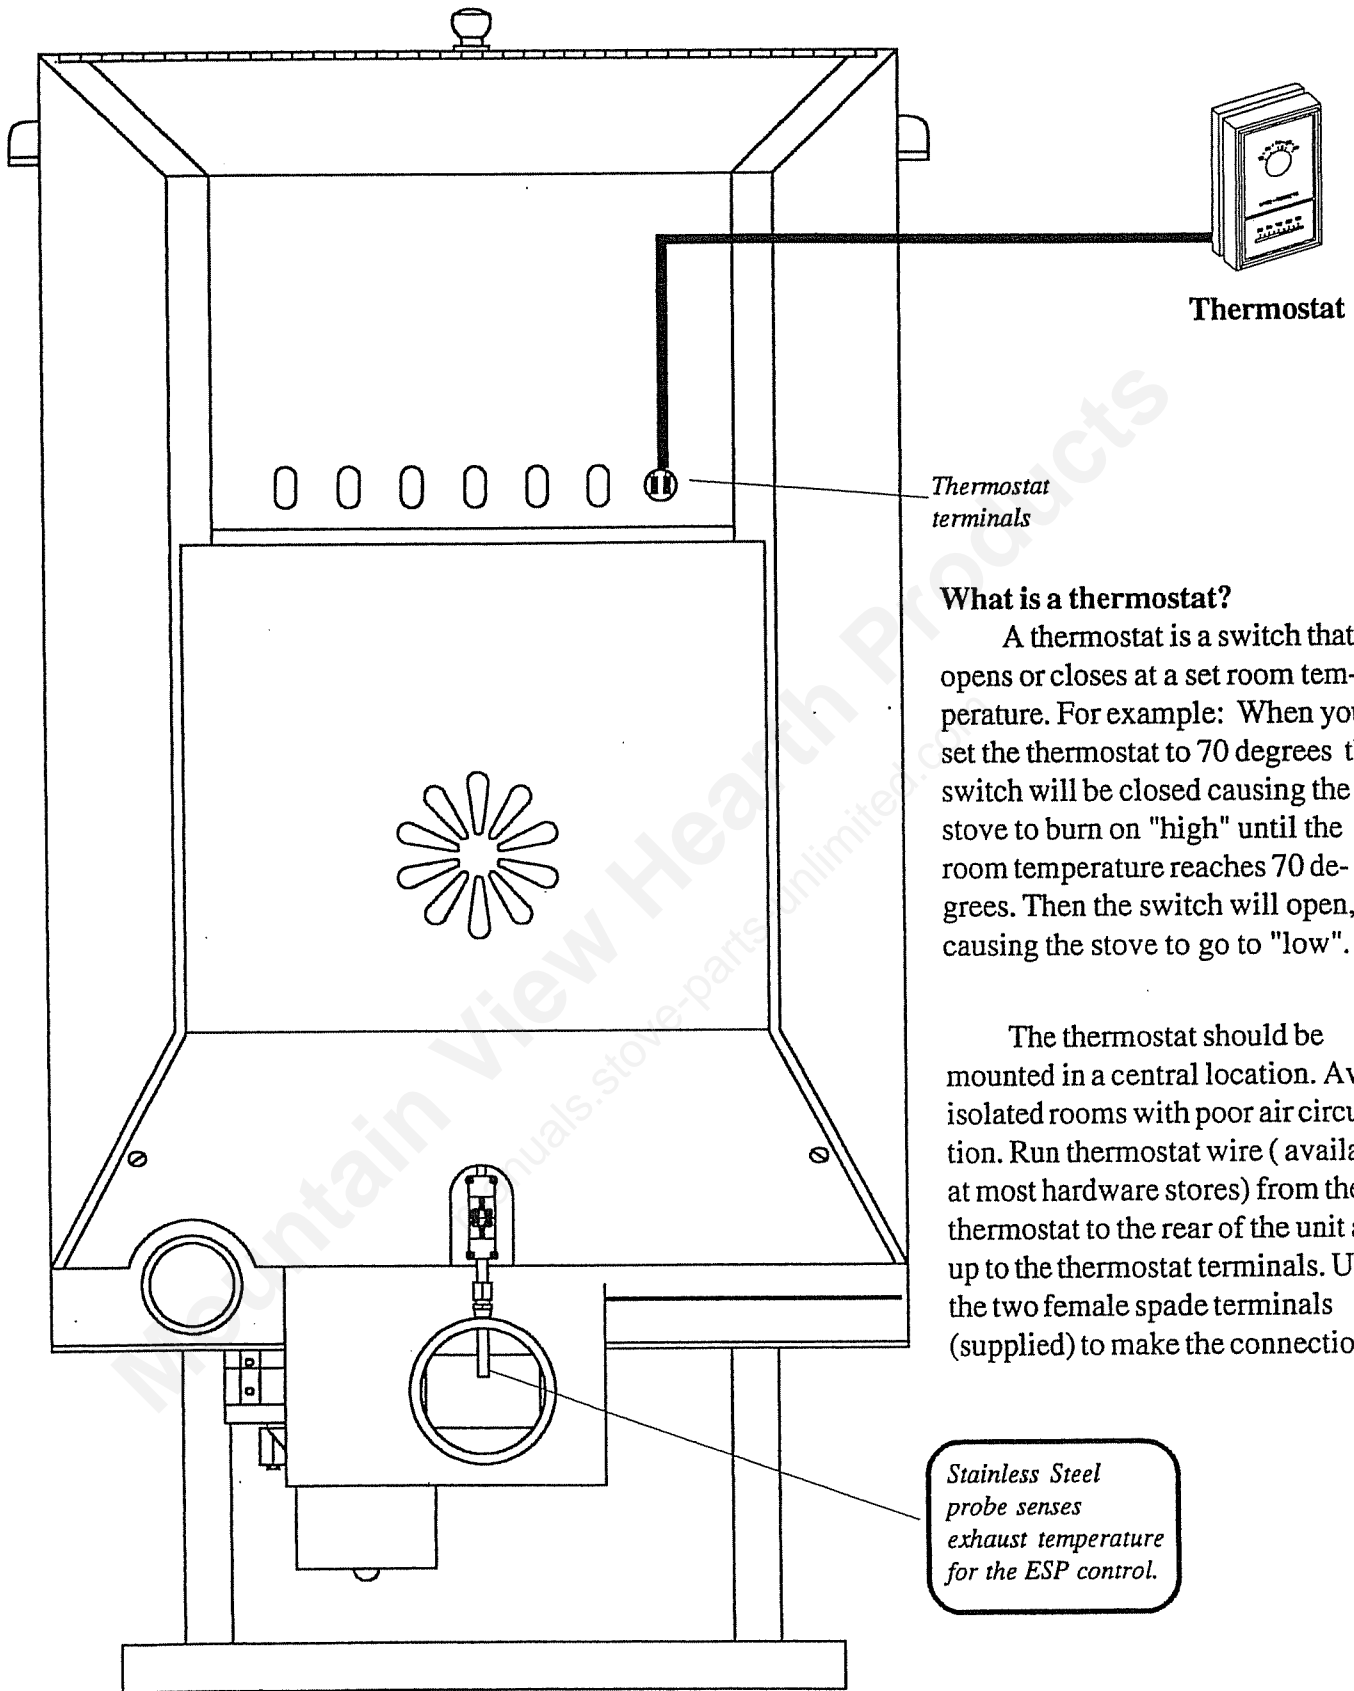 Thermostat
Thermostat
terminals
What is a thermostat?
A thermostat is a switch that
opens or closes at a set room tem-
perature. For example: When you
set the thermostat to 70 degrees
switch will be closed causing the
stove to burn on "high" until the
room temperature reaches 70 de-
grees. Then the switch will open,
causing the stove to go to "low".
The thermostat should be
mounted in a central location.
isolated rooms with poor air
tion. Run thermostat wire (
at most hardware stores) from the
thermostat to the rear of the unit
up to the thermostat terminals.
the two female spade terminals
(supplied) to make the
Stainless Steel
probe senses
exhaust temperature
for the ESP control.
Mountain View Hearth Products
manuals.stove-parts-unlimited.com